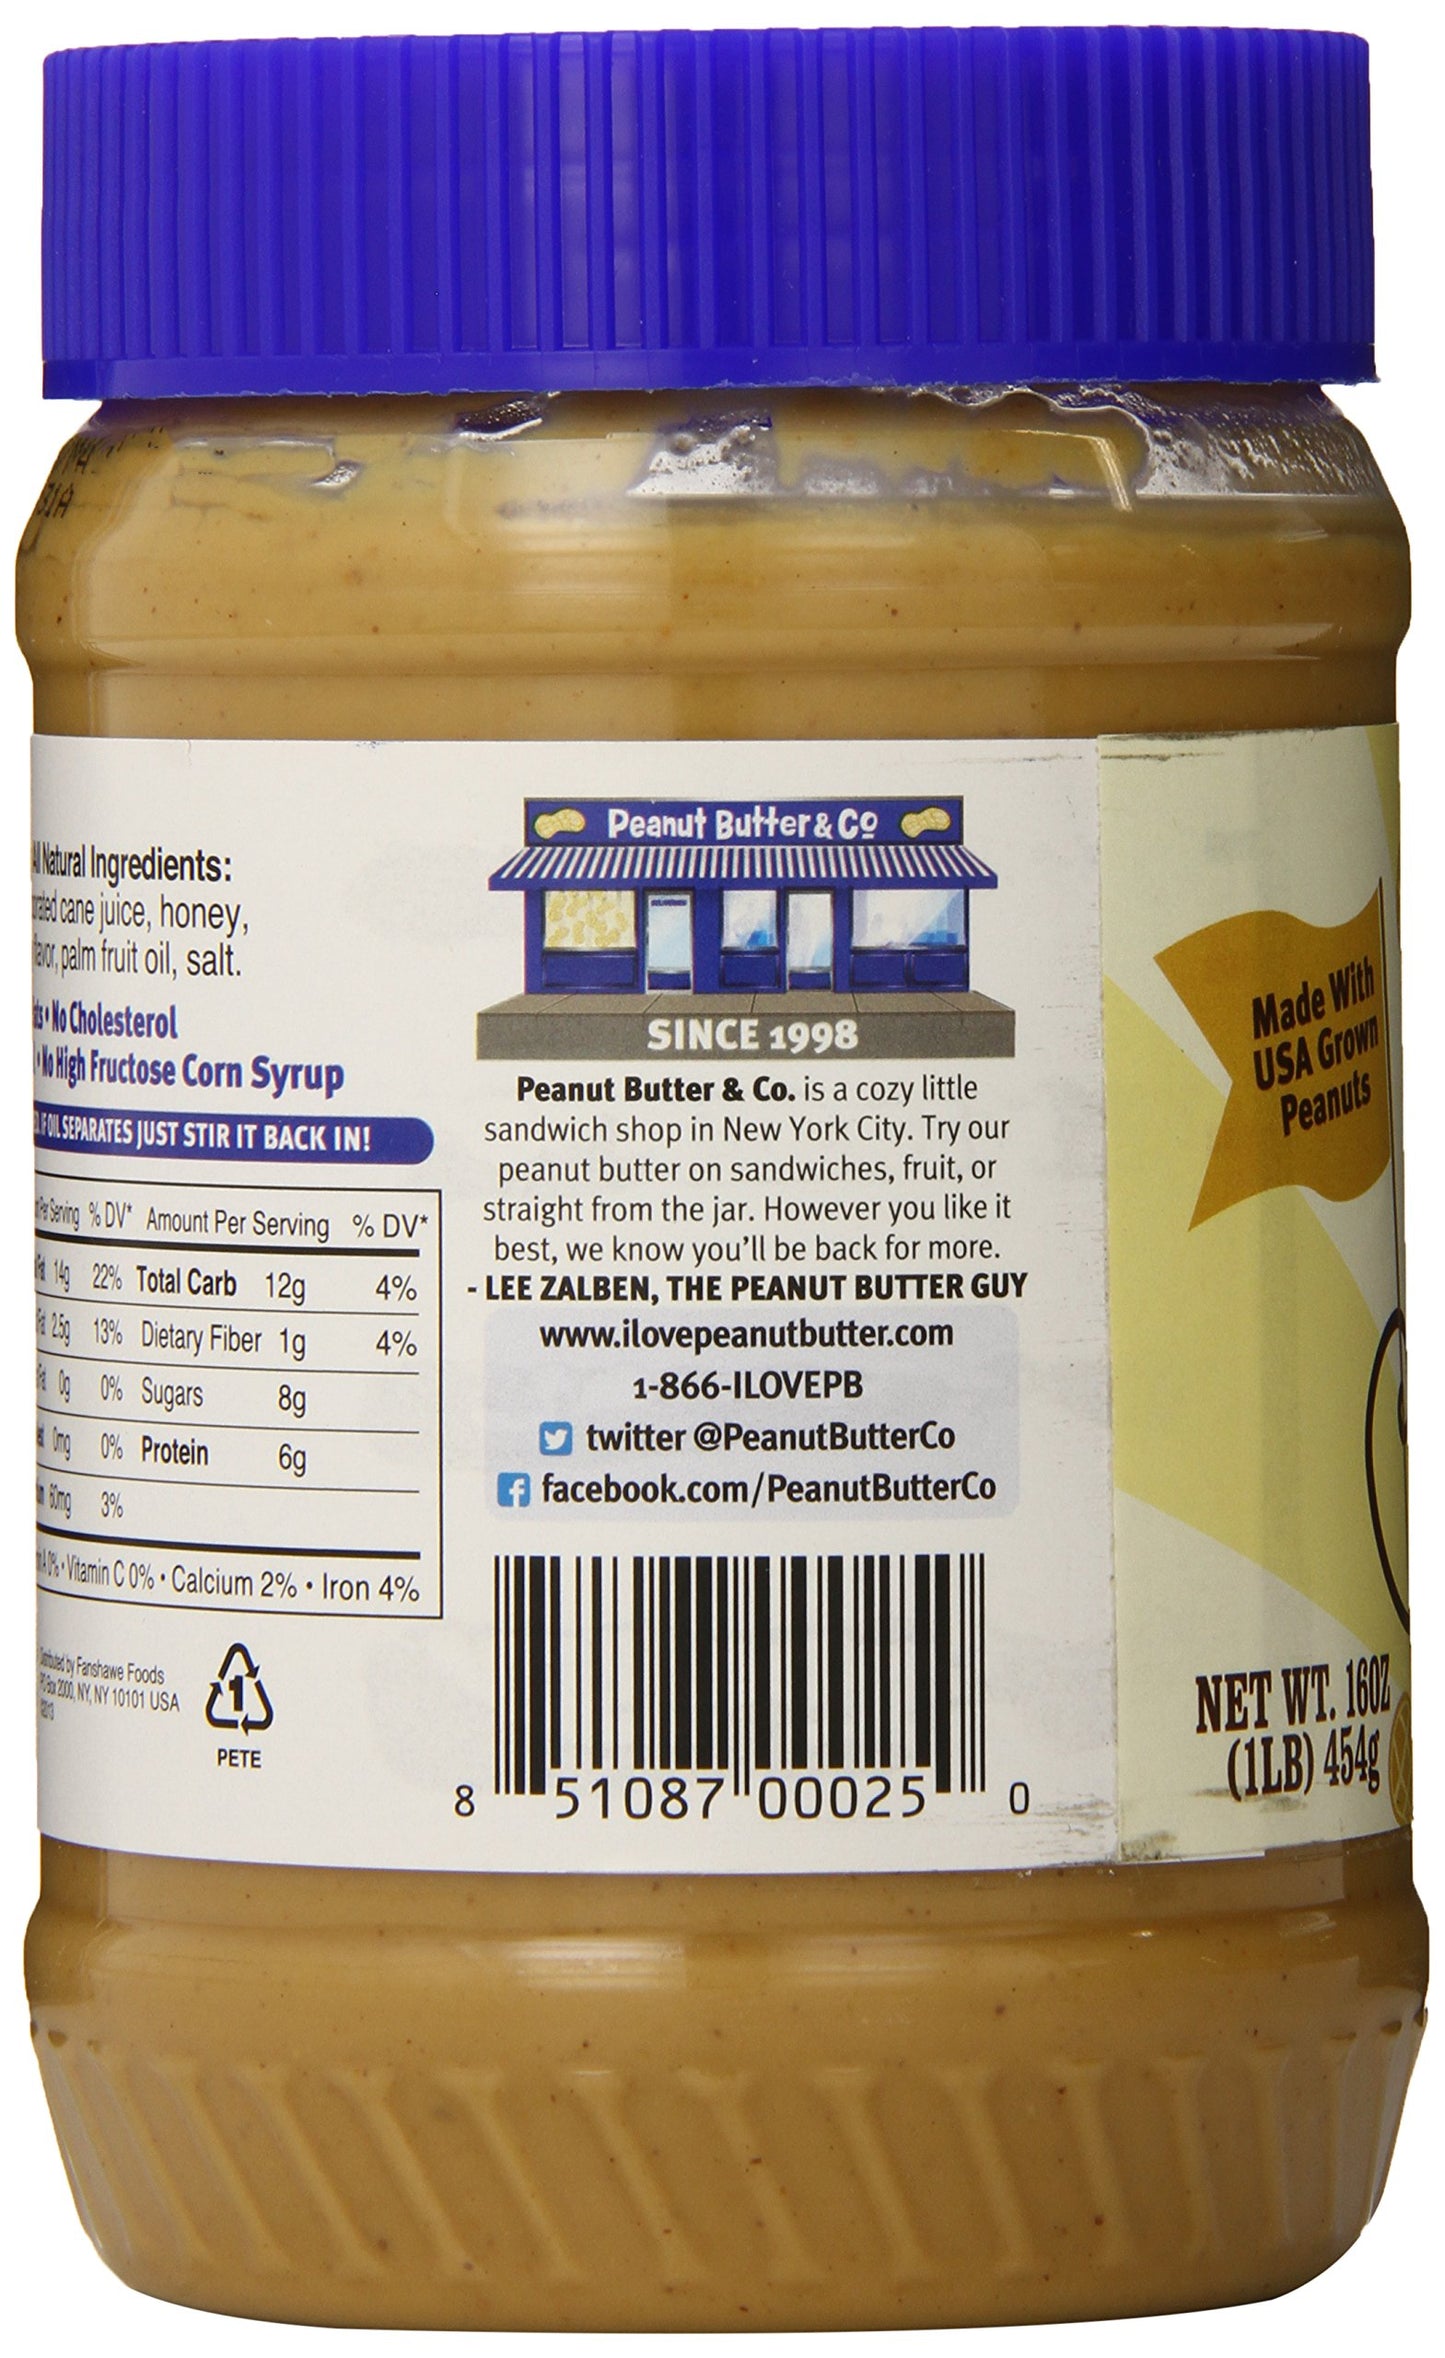 All Natural Ingredients:
cane juice, honey,
flavor, palm fruit oil, salt.
• No Cholesterol
• No High Fructose Corn Syrup
IF OIL SEPARATES JUST STIR IT BACK IN!
Per Serving % DV* Amount Per Serving % DV*
Fat 14g 22% Total Carb 12g 4%
Fat 2.5g 13% Dietary Fiber 1g 4%
Fat 0g 0% Sugars 8g
0mg 0% Protein 6g
60mg 3%
A 0% • Vitamin C 0% • Calcium 2% • Iron 4%
Distributed by Fanshawe Foods
PO Box 2000, NY, NY 10101 USA
©2013
1
PETE
Peanut Butter & Co
SINCE 1998
Peanut Butter & Co. is a cozy little
sandwich shop in New York City. Try our
peanut butter on sandwiches, fruit, or
straight from the jar. However you like it
best, we know you'll be back for more.
- LEE ZALBEN, THE PEANUT BUTTER GUY
www.ilovepeanutbutter.com
1-866-ILOVEPB
twitter @PeanutButterCo
facebook.com/PeanutButterCo
8 51087 00025 0
Made With
USA Grown
Peanuts
NET WT. 16OZ
(1LB) 454g